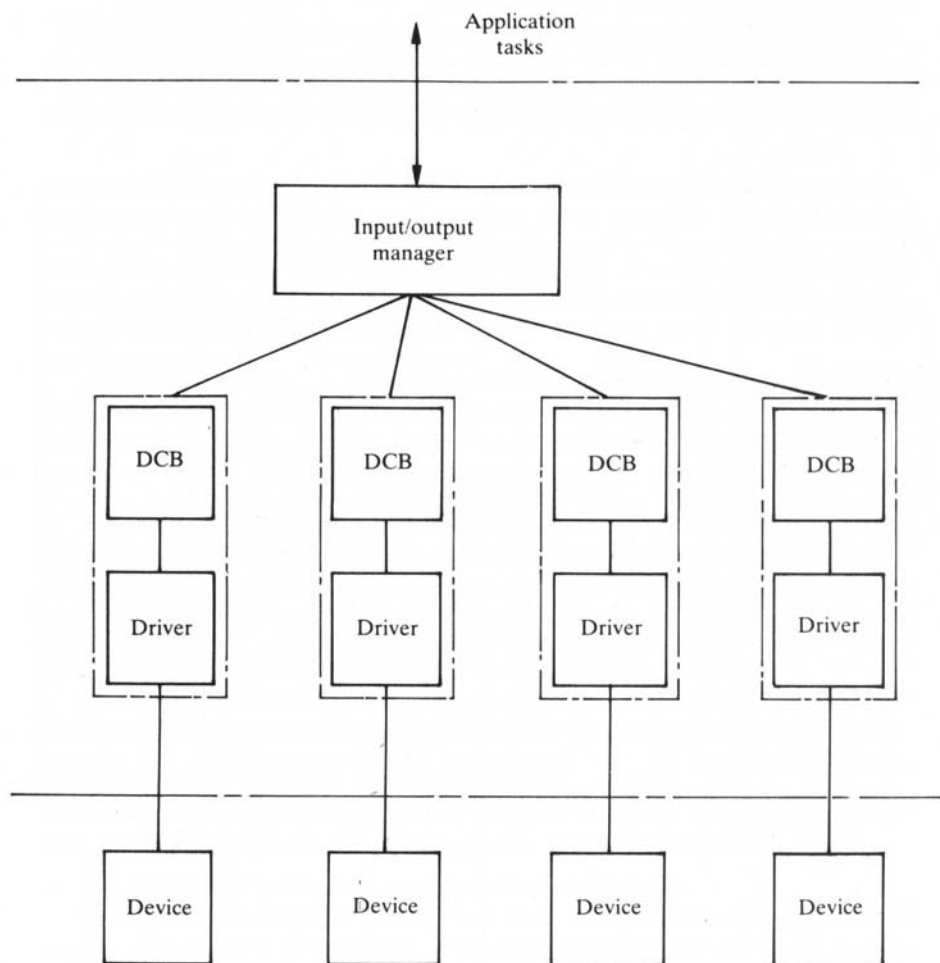 Application
tasks
Input/output
manager
DCB
DCB
DCB
DCB
Driver
Driver
Driver
Driver
Device
Device
Device
Device